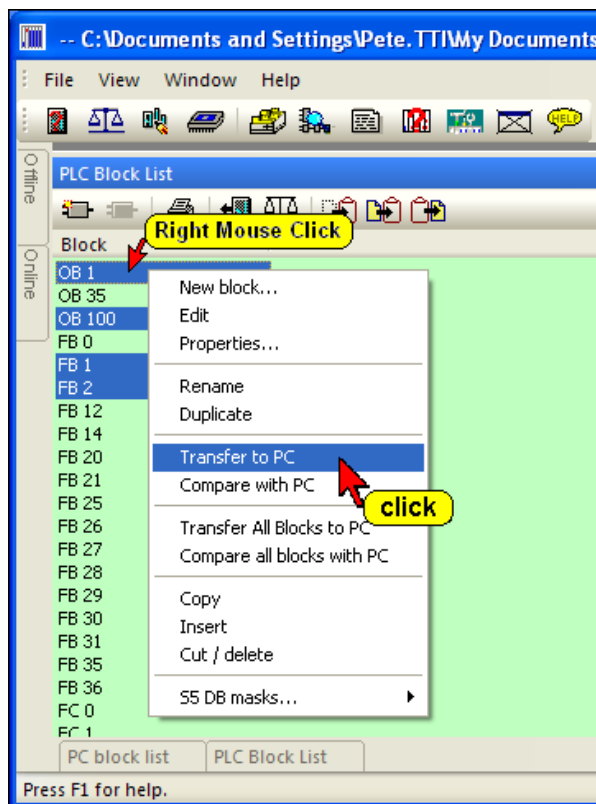 -- C:\Documents and Settings\Pete.TTI\My Documents
File View Window Help
HELP
Offline
Online
PLC Block List
Right Mouse Click
Block
OB 1
OB 35
OB 100
FB 0
FB 1
FB 2
FB 12
FB 14
FB 20
FB 21
FB 25
FB 26
FB 27
FB 28
FB 29
FB 30
FB 31
FB 35
FB 36
FC 0
FC 1
New block...
Edit
Properties...
Rename
Duplicate
Transfer to PC
Compare with PC
click
Transfer All Blocks to PC
Compare all blocks with PC
Copy
Insert
Cut / delete
S5 DB masks...
PC block list PLC Block List
Press F1 for help.